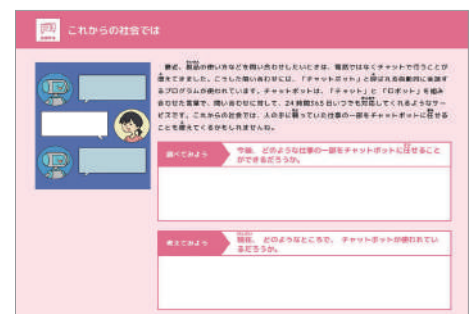 これからの社会では
最近、製品の使い方などを問い合わせしたいときは、電話ではなくチャットで行うことが
増えてきました。こうした問い合わせには、「チャットボット」と呼ばれる自動的に会話す
るプログラムが使われています。チャットボットは、「チャット」と「ロボット」を組み
合わせた言葉で、問い合わせに対して、24時間365日いつでも対応してくれるようなサー
ビスです。これからの社会では、人の手に頼っていた仕事の一部をチャットボットに任せる
ことも増えてくるかもしれませんね。
調べてみよう
今後、どのような仕事の一部をチャットボットに任せること
ができるだろうか。
考えてみよう
現在、どのようなところで、チャットボットが使われてい
るだろうか。